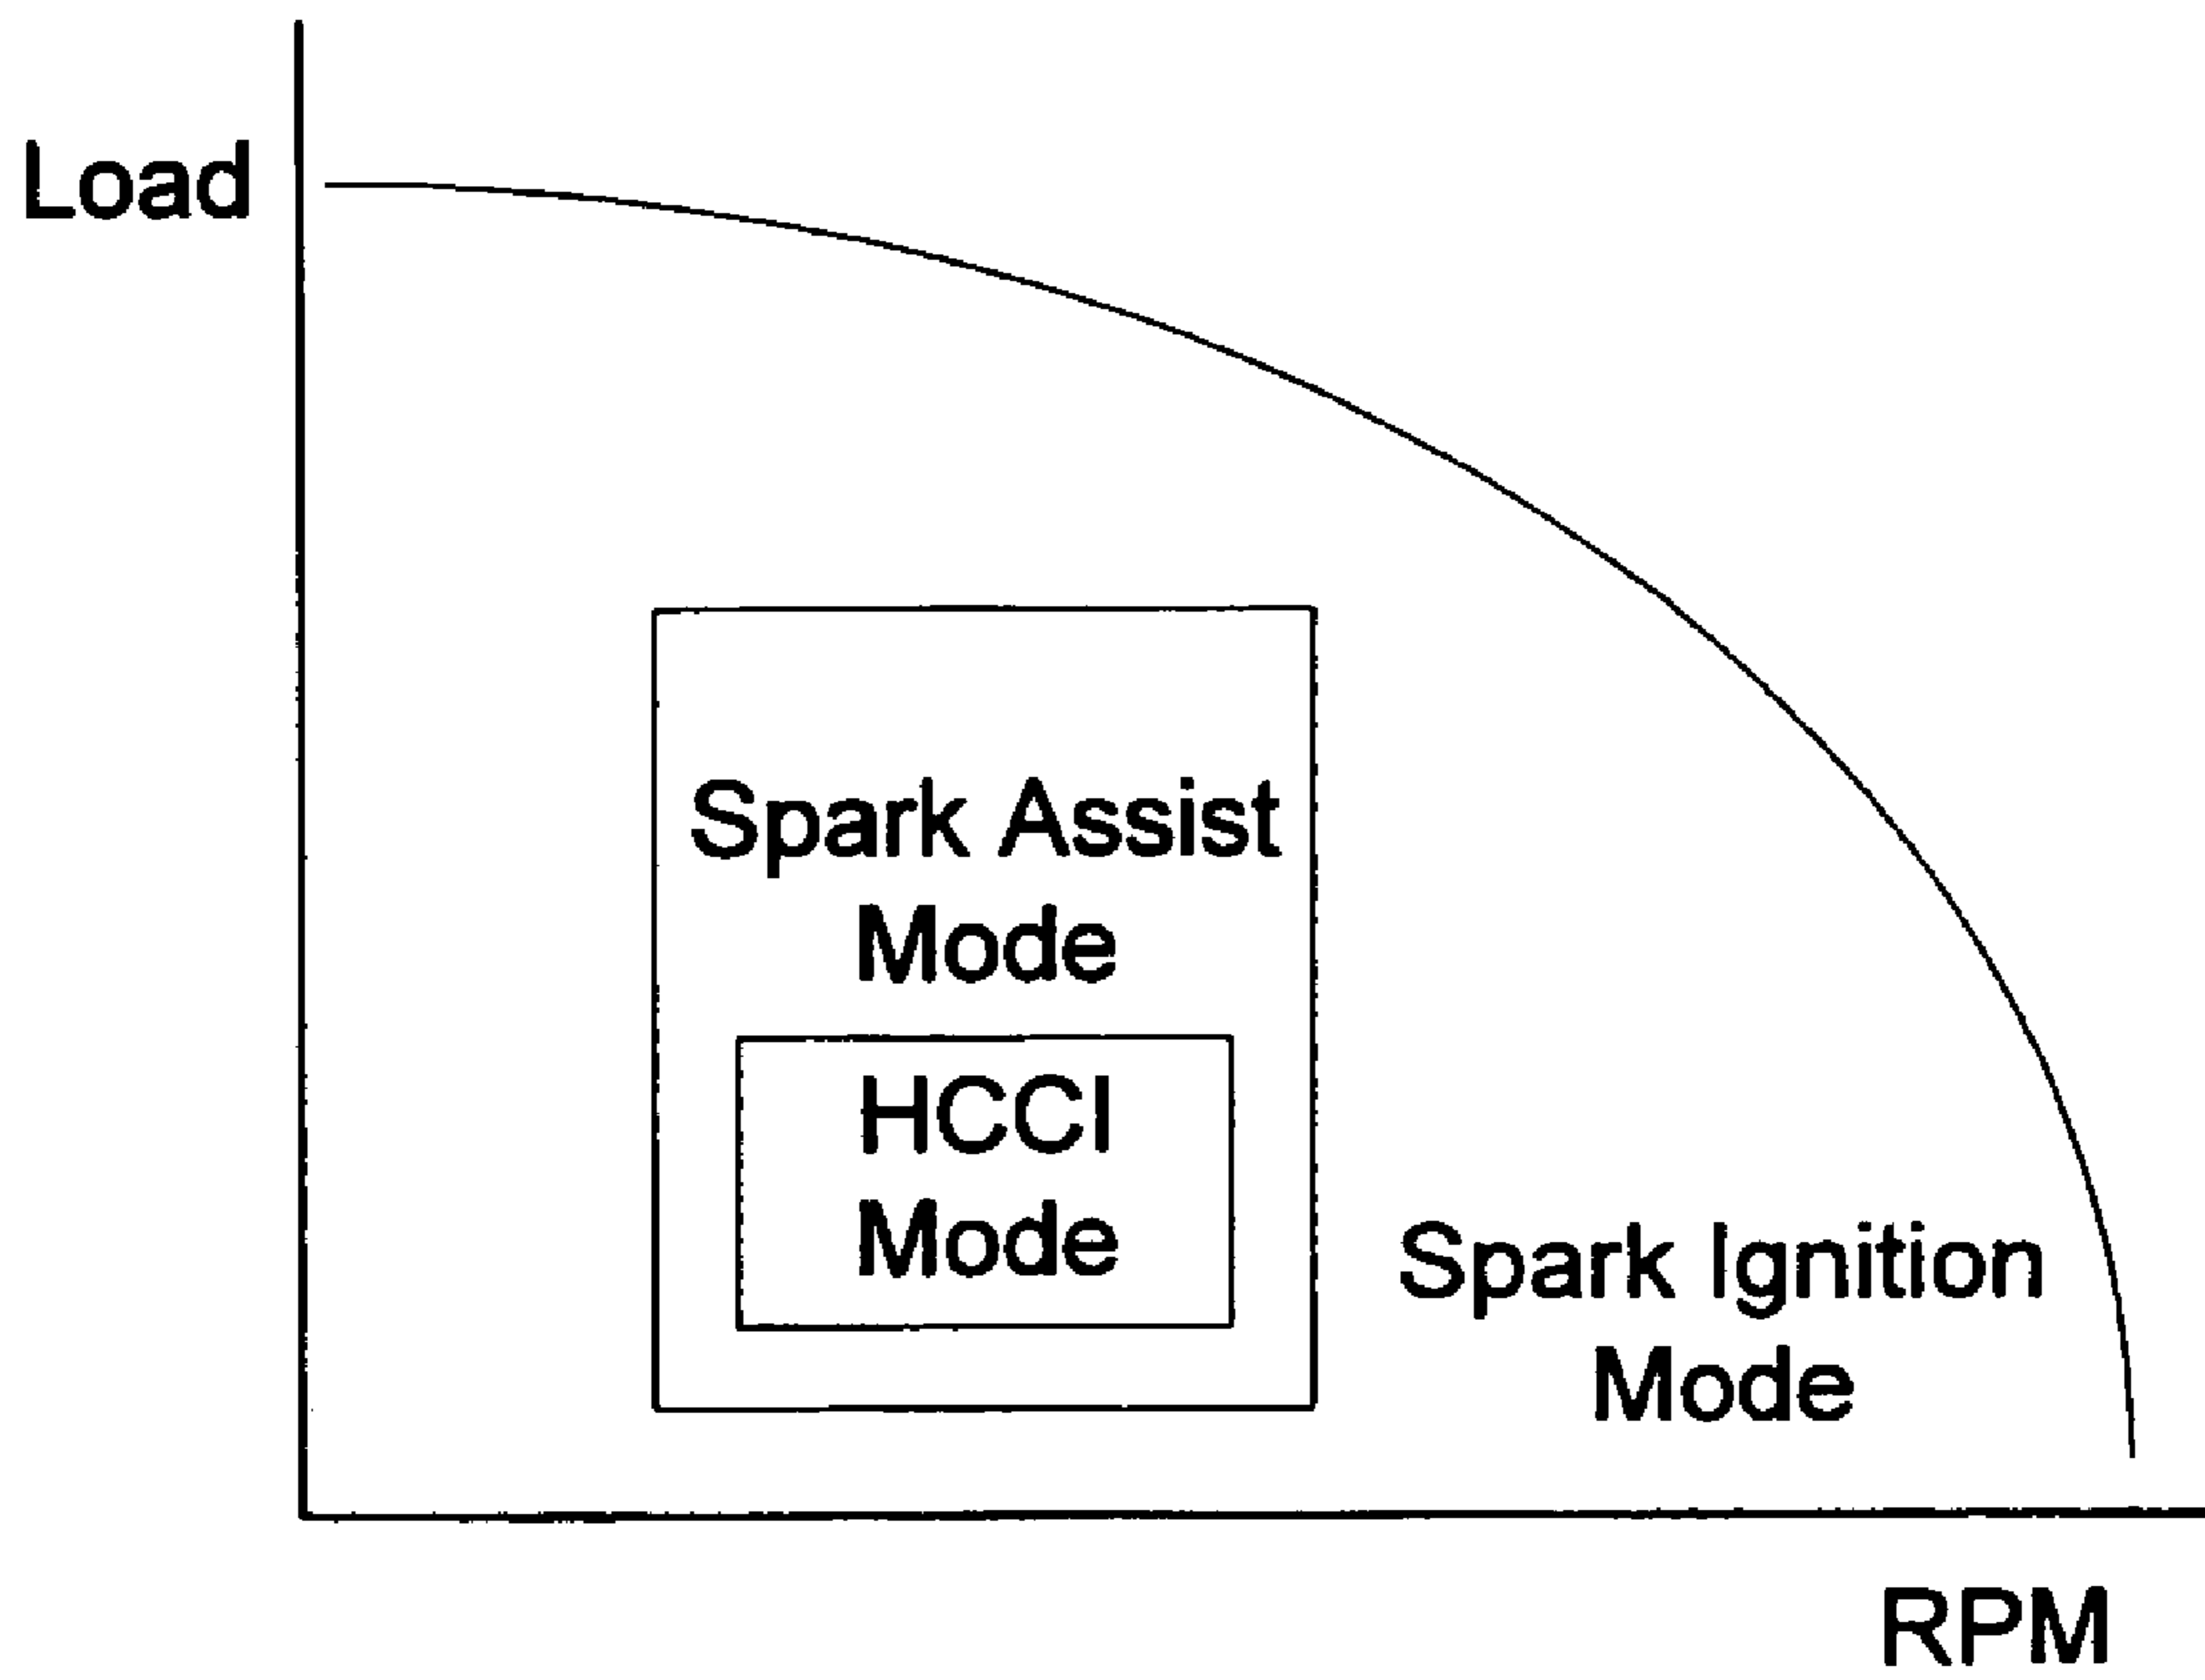 Load
Spark Assist
Mode
HCCI
Mode
Spark Ignition
Mode
RPM